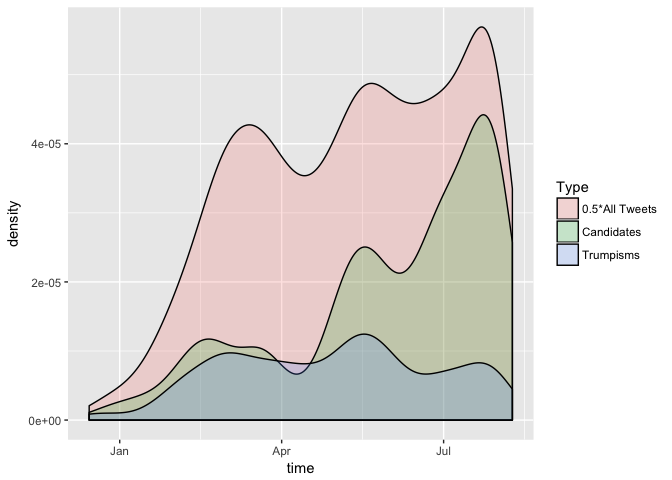 density
4e-05
2e-05
0e+00
Jan
Apr
Jul
time
Type
0.5*All Tweets
Candidates
Trumpisms